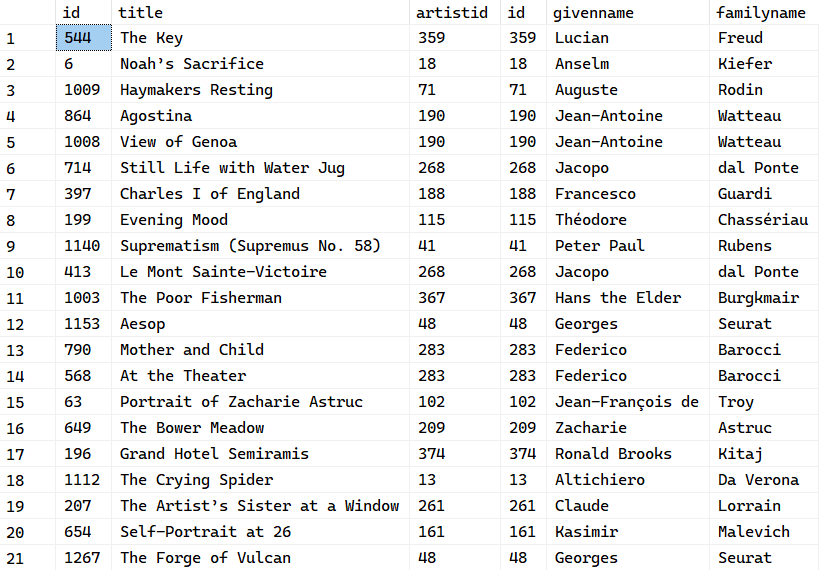 id title artistid id givenname familyname
1 544 The Key 359 359 Lucian Freud
2 6 Noah’s Sacrifice 18 18 Anselm Kiefer
3 1009 Haymakers Resting 71 71 Auguste Rodin
4 864 Agostina 190 190 Jean-Antoine Watteau
5 1008 View of Genoa 190 190 Jean-Antoine Watteau
6 714 Still Life with Water Jug 268 268 Jacopo dal Ponte
7 397 Charles I of England 188 188 Francesco Guardi
8 199 Evening Mood 115 115 Théodore Chassériau
9 1140 Suprematism (Supremus No. 58) 41 41 Peter Paul Rubens
10 413 Le Mont Sainte-Victoire 268 268 Jacopo dal Ponte
11 1003 The Poor Fisherman 367 367 Hans the Elder Burgkmair
12 1153 Aesop 48 48 Georges Seurat
13 790 Mother and Child 283 283 Federico Barocci
14 568 At the Theater 283 283 Federico Barocci
15 63 Portrait of Zacharie Astruc 102 102 Jean-François de Troy
16 649 The Bower Meadow 209 209 Zacharie Astruc
17 196 Grand Hotel Semiramis 374 374 Ronald Brooks Kitaj
18 1112 The Crying Spider 13 13 Altichiero Da Verona
19 207 The Artist’s Sister at a Window 261 261 Claude Lorrain
20 654 Self-Portrait at 26 161 161 Kasimir Malevich
21 1267 The Forge of Vulcan 48 48 Georges Seurat